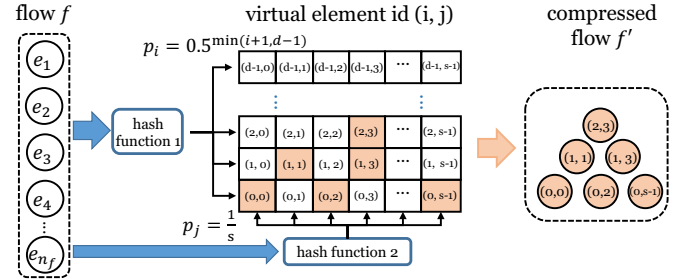 flow f
virtual element id (i, j)
compressed
flow f′
p_i = 0.5^{min(i+1,d−1)}
e_1
e_2
e_3
e_4
⋮
e_{n_f}
hash
function 1
(d-1,0) (d-1,1) (d-1,2) (d-1,3) ... (d-1, s-1)
⋮ ⋮
(2,0) (2,1) (2,2) (2,3) ... (2, s-1)
(1, 0) (1, 1) (1, 2) (1, 3) ... (1, s-1)
(0,0) (0,1) (0,2) (0,3) ... (0, s-1)
p_j = 1/s
hash function 2
(2,3)
(1, 1) (1, 3)
(0,0) (0,2) (0,s-1)